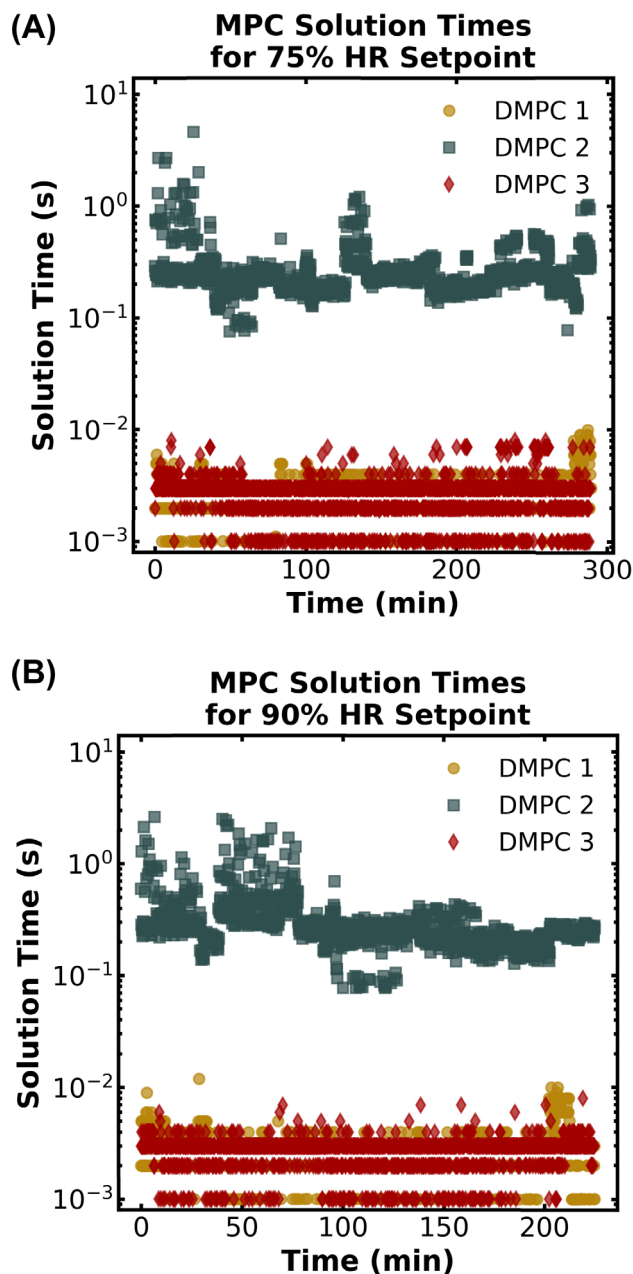 (A)
MPC Solution Times
for 75% HR Setpoint
DMPC 1
DMPC 2
DMPC 3
Solution Time (s)
10¹
10⁰
10⁻¹
10⁻²
10⁻³
0 100 200 300
Time (min)
(B)
MPC Solution Times
for 90% HR Setpoint
DMPC 1
DMPC 2
DMPC 3
Solution Time (s)
10¹
10⁰
10⁻¹
10⁻²
10⁻³
0 50 100 150 200
Time (min)